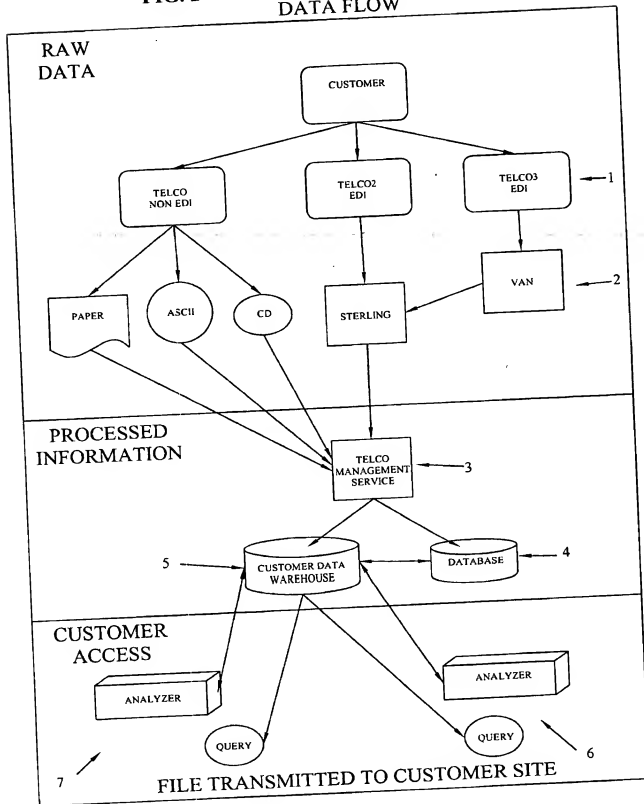 DATA FLOW
RAW
DATA
CUSTOMER
TELCO
NON EDI
TELCO2
EDI
TELCO3
EDI
1
PAPER
ASCII
CD
STERLING
VAN
2
PROCESSED
INFORMATION
TELCO
MANAGEMENT
SERVICE
3
5
CUSTOMER DATA
WAREHOUSE
DATABASE
4
CUSTOMER
ACCESS
ANALYZER
ANALYZER
QUERY
QUERY
6
7
FILE TRANSMITTED TO CUSTOMER SITE